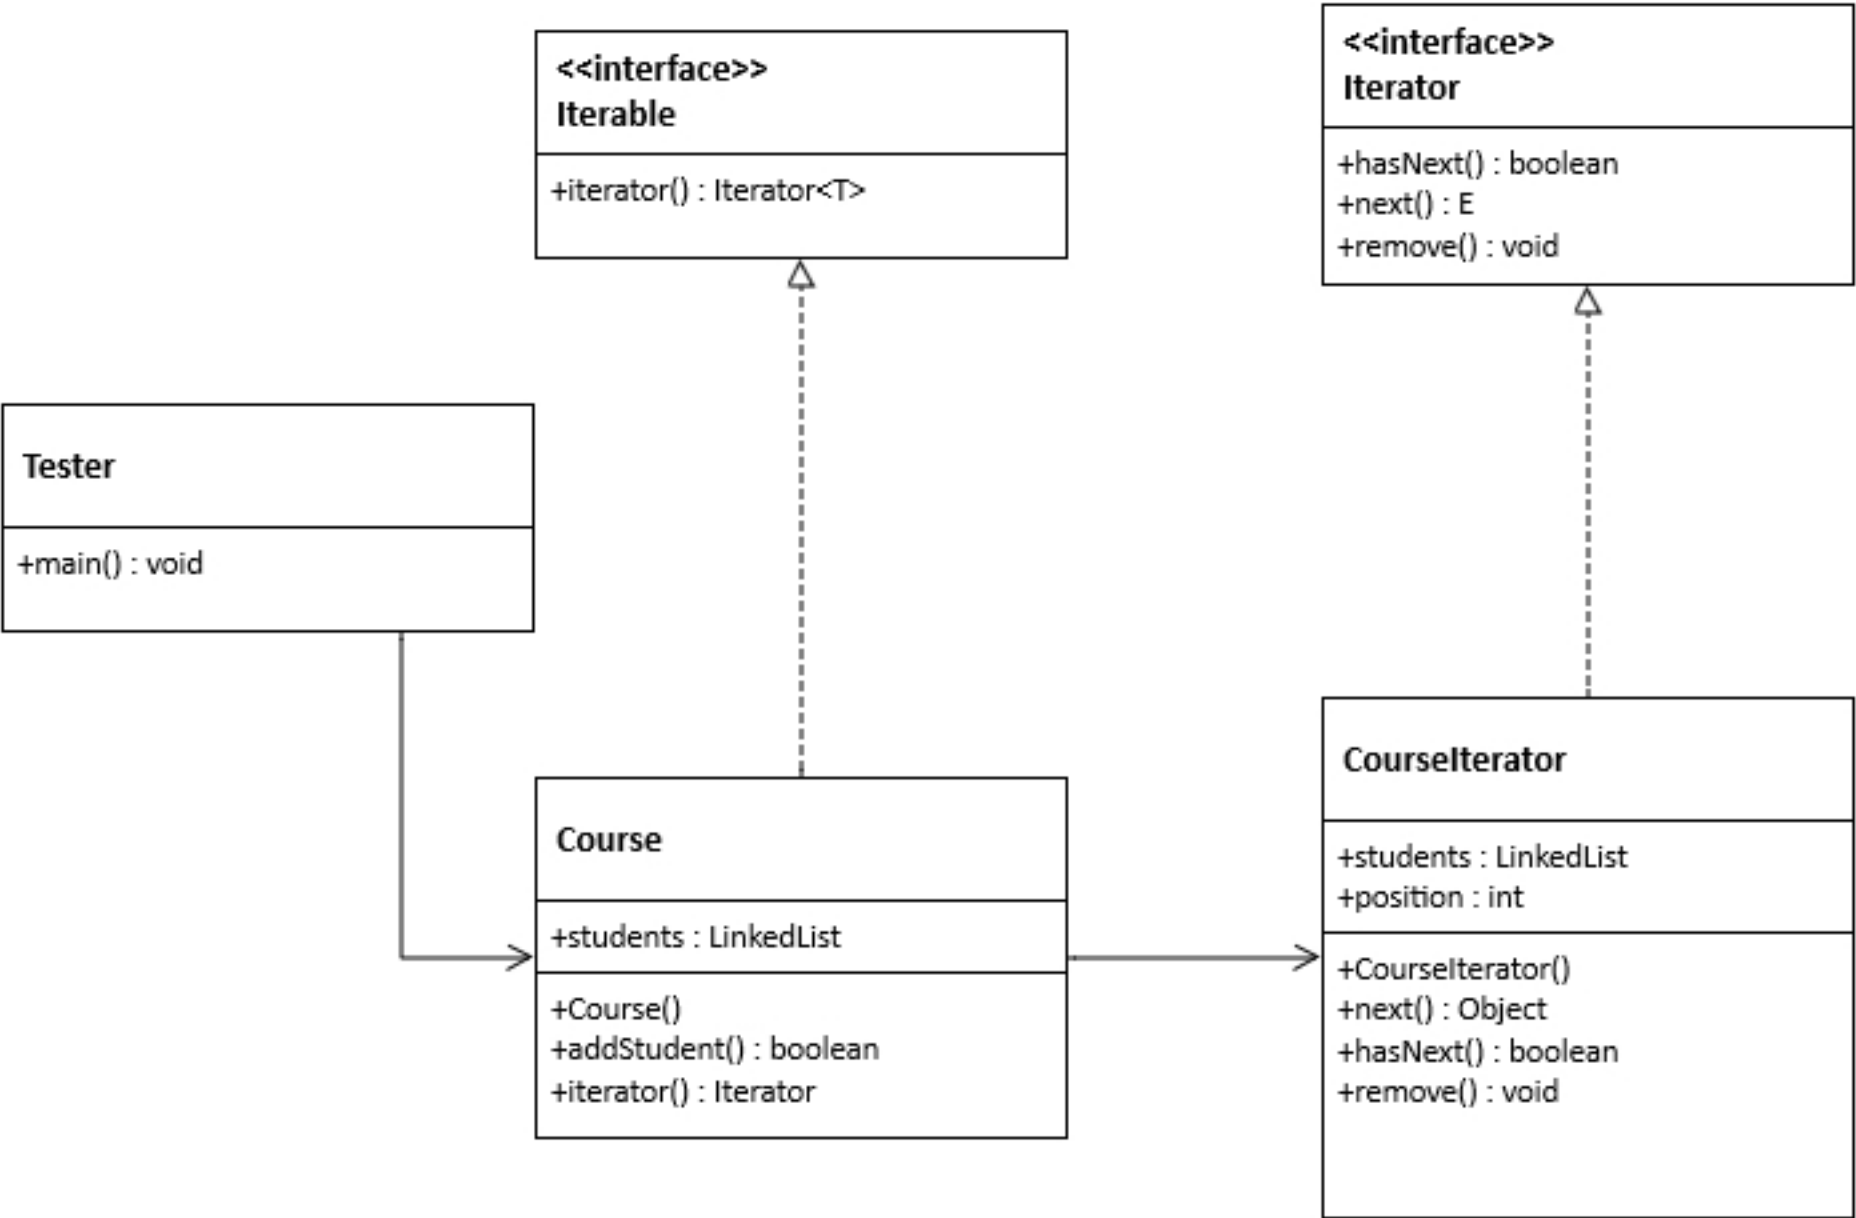 <<interface>>
Iterable
+iterator() : Iterator<T>
<<interface>>
Iterator
+hasNext() : boolean
+next() : E
+remove() : void
Tester
+main() : void
Course
+students : LinkedList
+Course()
+addStudent() : boolean
+iterator() : Iterator
CourseIterator
+students : LinkedList
+position : int
+CourseIterator()
+next() : Object
+hasNext() : boolean
+remove() : void